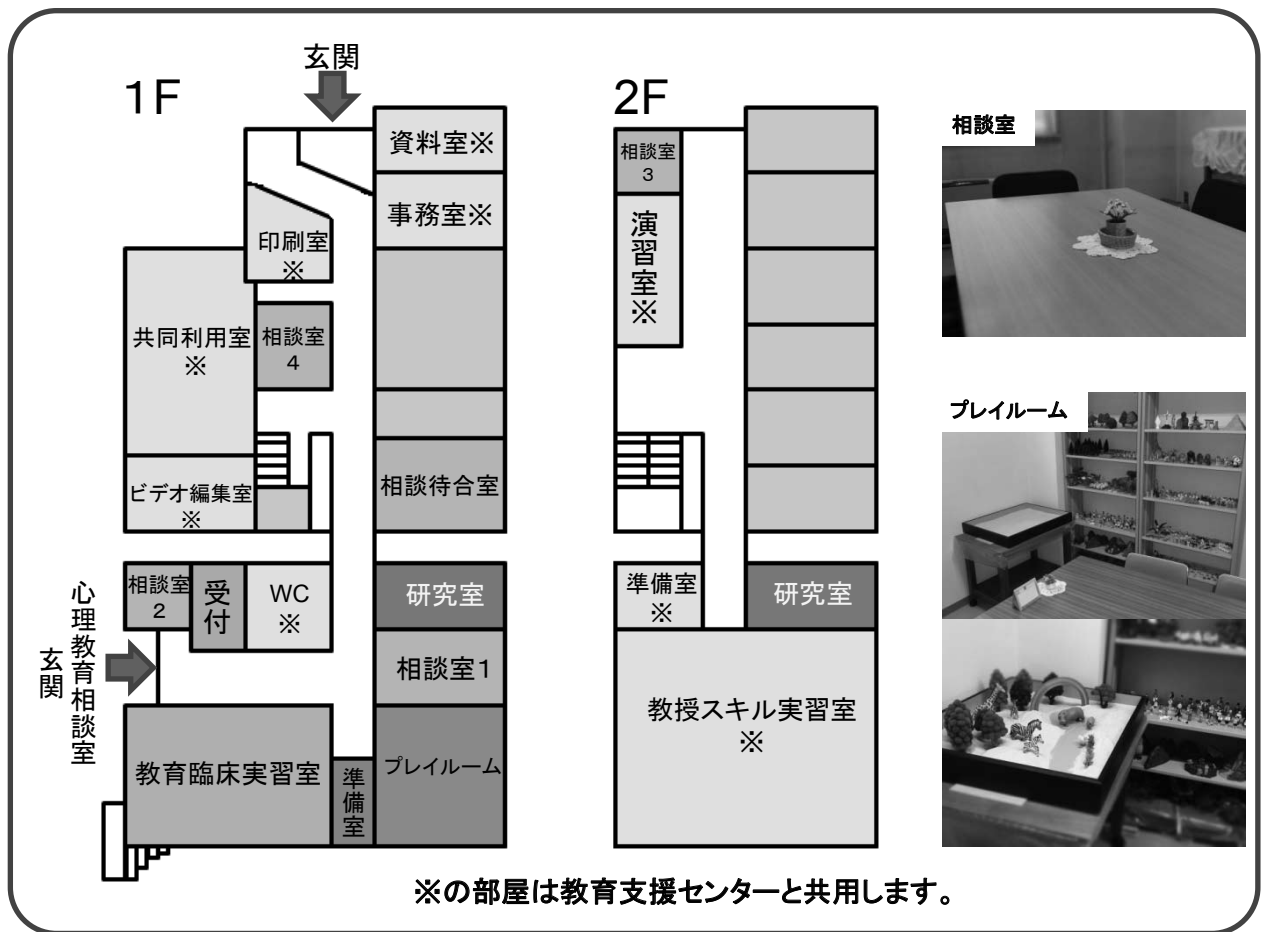 玄関
1F
資料室※
事務室※
印刷室
※
共同利用室
※
相談室
4
ビデオ編集室
※
相談待合室
相談室
2
受付
WC
※
研究室
心理教育相談室
玄関
相談室1
教育臨床実習室
準備室
プレイルーム
2F
相談室
3
演習室※
準備室
※
研究室
教授スキル実習室
※
相談室
プレイルーム
※の部屋は教育支援センターと共用します。